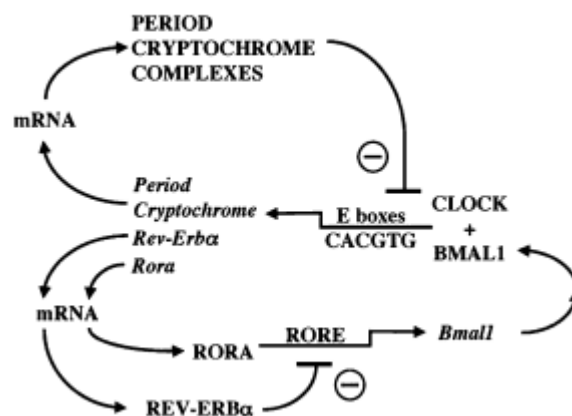 PERIOD
CRYPTOCHROME
COMPLEXES
mRNA
−
Period
Cryptochrome
Rev-Erbα
Rora
E boxes
CACGTG
CLOCK
+
BMAL1
mRNA
RORA
RORE
Bmal1
REV-ERBα
−